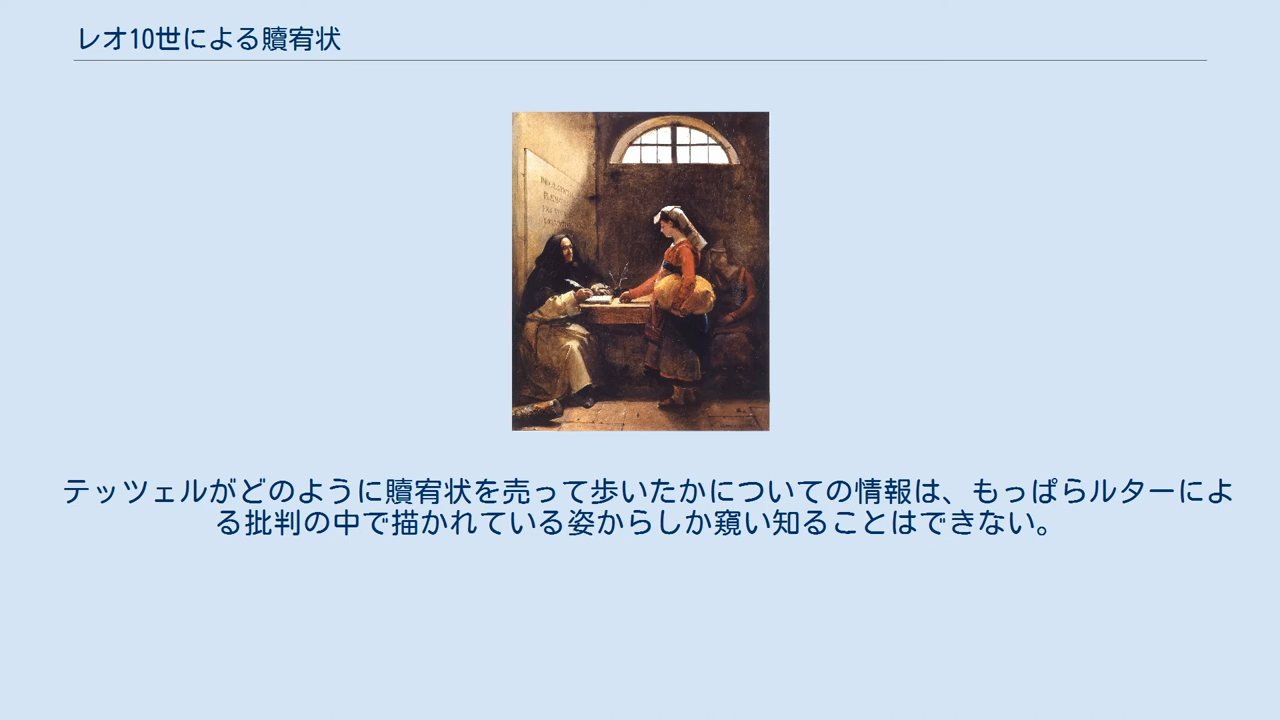 レオ10世による贖宥状
テッツェルがどのように贖宥状を売って歩いたかについての情報は、もっぱらルターによ
る批判の中で描かれている姿からしか窺い知ることはできない。